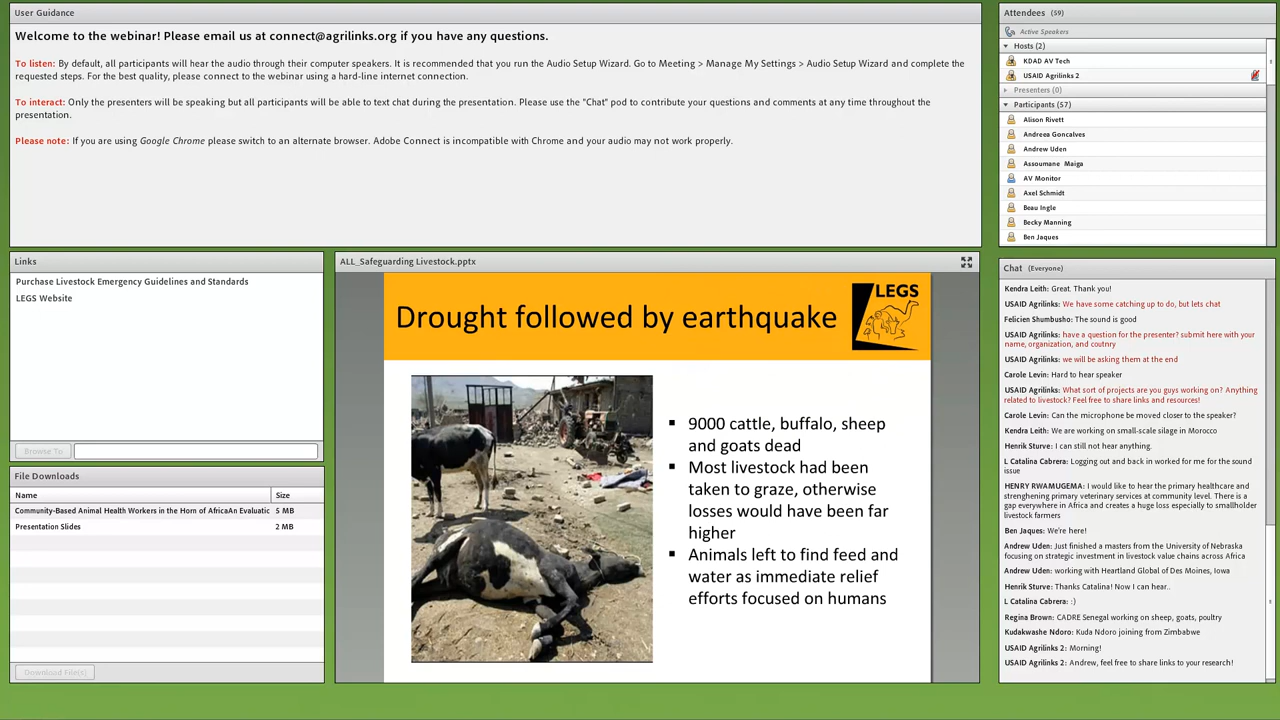 User Guidance
Welcome to the webinar! Please email us at connect@agrilinks.org if you have any questions.
To listen: By default, all participants will hear the audio through their computer speakers. It is recommended that you run the Audio Setup Wizard. Go to Meeting > Manage My Settings > Audio Setup Wizard and complete the
requested steps. For the best quality, please connect to the webinar using a hard-line internet connection.
To interact: Only the presenters will be speaking but all participants will be able to text chat during the presentation. Please use the "Chat" pod to contribute your questions and comments at any time throughout the
presentation.
Please note: If you are using Google Chrome please switch to an alternate browser. Adobe Connect is incompatible with Chrome and your audio may not work properly.
Attendees (59)
Active Speakers
Hosts (2)
KDAD AV Tech
USAID Agrilinks 2
Presenters (0)
Participants (57)
Alison Rivett
Andreea Goncalves
Andrew Uden
Assoumane Maiga
AV Monitor
Axel Schmidt
Beau Ingle
Becky Manning
Ben Jaques
Links
Purchase Livestock Emergency Guidelines and Standards
LEGS Website
Browse To
File Downloads
Name Size
Community-Based Animal Health Workers in the Horn of AfricaAn Evaluatic 5 MB
Presentation Slides 2 MB
Download File(s)
ALL_Safeguarding Livestock.pptx
Drought followed by earthquake
LEGS
▪ 9000 cattle, buffalo, sheep
and goats dead
▪ Most livestock had been
taken to graze, otherwise
losses would have been far
higher
▪ Animals left to find feed and
water as immediate relief
efforts focused on humans
Chat (Everyone)
Kendra Leith: Great. Thank you!
USAID Agrilinks: We have some catching up to do, but lets chat
Felicien Shumbusho: The sound is good
USAID Agrilinks: have a question for the presenter? submit here with your
name, organization, and coutnry
USAID Agrilinks: we will be asking them at the end
Carole Levin: Hard to hear speaker
USAID Agrilinks: What sort of projects are you guys working on? Anything
related to livestock? Feel free to share links and resources!
Carole Levin: Can the microphone be moved closer to the speaker?
Kendra Leith: We are working on small-scale silage in Morocco
Henrik Sturve: I can still not hear anything.
L Catalina Cabrera: Logging out and back in worked for me for the sound
issue
HENRY RWAMUGEMA: I would like to hear the primary healthcare and
strenghening primary veterinary services at community level. There is a
gap everywhere in Africa and creates a huge loss especially to smallholder
livestock farmers
Ben Jaques: We're here!
Andrew Uden: Just finished a masters from the University of Nebraska
focusing on strategic investment in livestock value chains across Africa
Andrew Uden: working with Heartland Global of Des Moines, Iowa
Henrik Sturve: Thanks Catalina! Now I can hear..
L Catalina Cabrera: :)
Regina Brown: CADRE Senegal working on sheep, goats, poultry
Kudakwashe Ndoro: Kuda Ndoro joining from Zimbabwe
USAID Agrilinks 2: Morning!
USAID Agrilinks 2: Andrew, feel free to share links to your research!